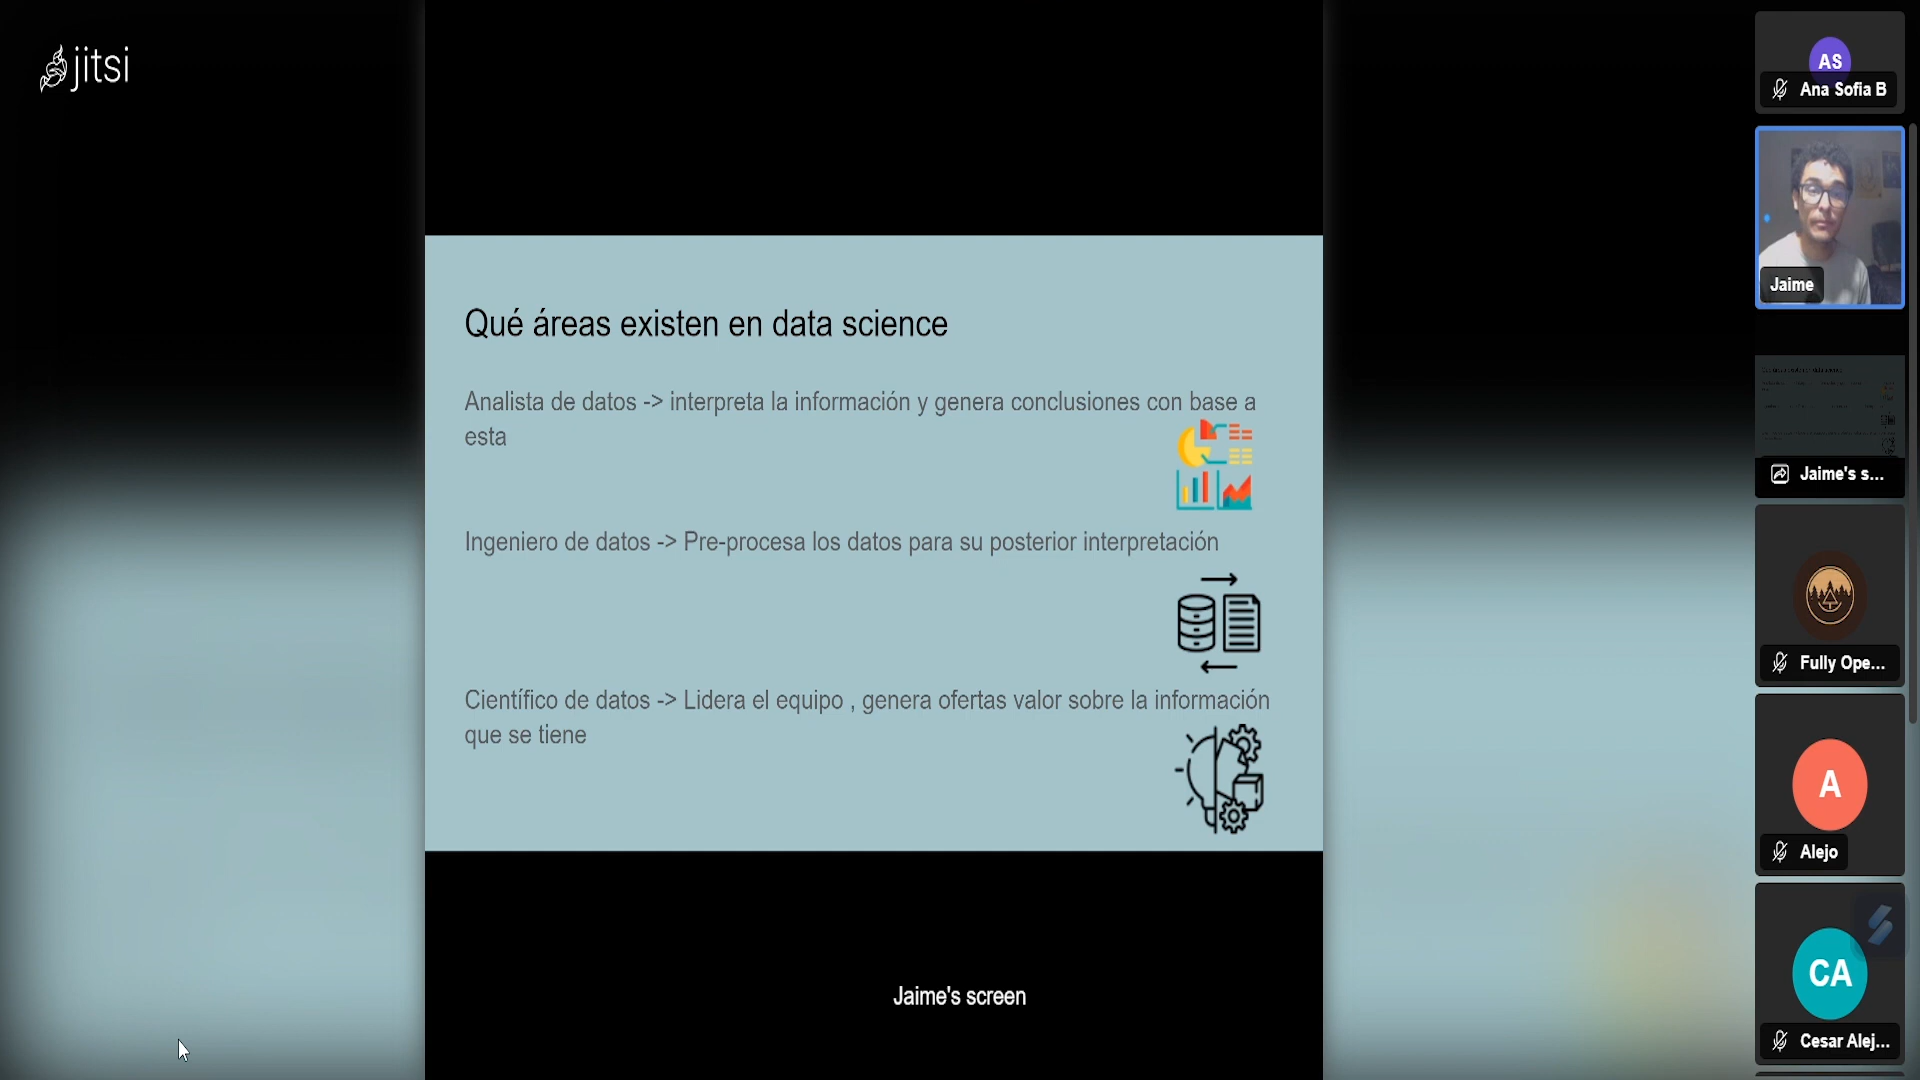 jitsi
Qué áreas existen en data science
Analista de datos -> interpreta la información y genera conclusiones con base a
esta
Ingeniero de datos -> Pre-procesa los datos para su posterior interpretación
Científico de datos -> Lidera el equipo , genera ofertas valor sobre la información
que se tiene
Jaime's screen
AS
Ana Sofia B
Jaime
Jaime's s...
Fully Ope...
A
Alejo
CA
Cesar Alej...